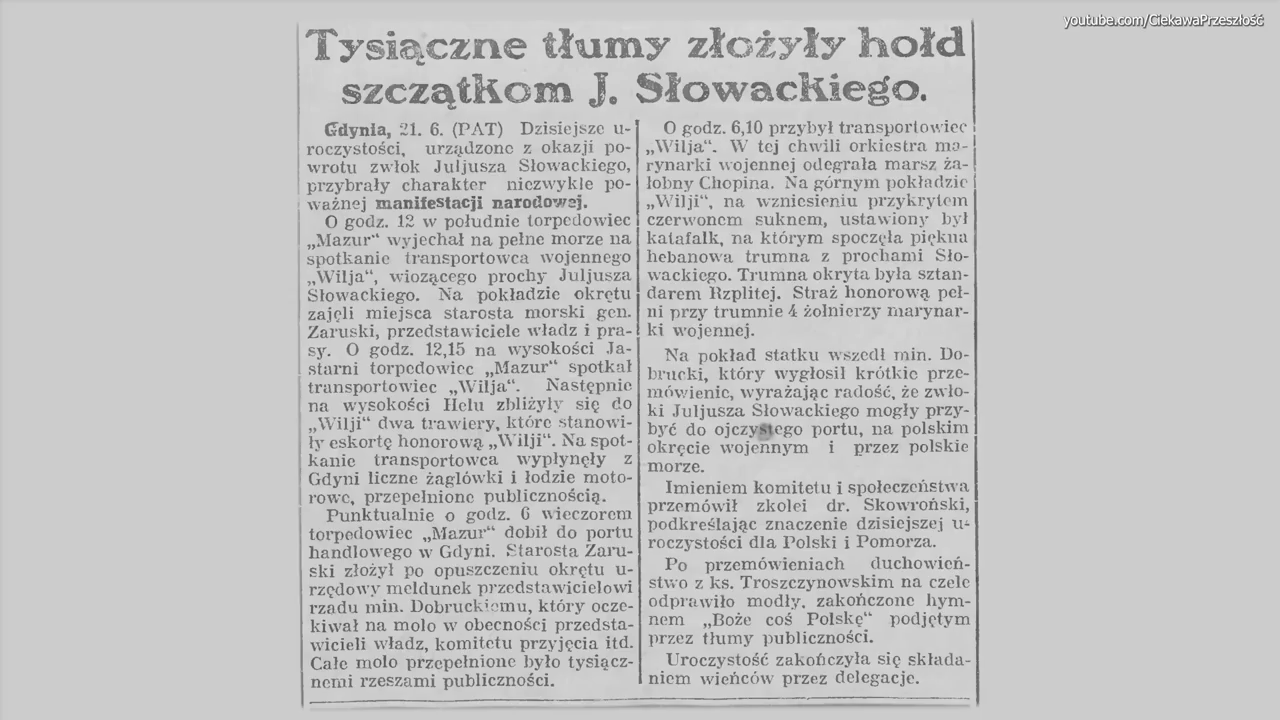 youtube.com/CiekawaPrzeszłość
Tysiączne tłumy złożyły hołd
szczątkom J. Słowackiego.
Gdynia, 21. 6. (PAT) Dzisiejsze u-
roczystości, urządzone z okazji po-
wrotu zwłok Juljusza Słowackiego,
przybrały charakter niezwykle po-
ważnej manifestacji narodowej.
O godz. 12 w południe torpedowiec
„Mazur“ wyjechał na pełne morze na
spotkanie transportowca wojennego
„Wilja“, wiozącego prochy Juljusza
Słowackiego. Na pokładzie okrętu
zajęli miejsca starosta morski gen.
Zaruski, przedstawiciele władz i pra-
sy. O godz. 12,15 na wysokości Ja-
starni torpedowiec „Mazur“ spotkał
transportowiec „Wilja“. Następnie
na wysokości Helu zbliżyły się do
„Wilji“ dwa trawiery, które stanowi-
ły eskortę honorową „Wilji“. Na spot-
kanie transportowca wypłynęły z
Gdyni liczne żaglówki i łodzie moto-
rowe, przepełnione publicznością.
Punktualnie o godz. 6 wieczorem
torpedowiec „Mazur“ dobił do portu
handlowego w Gdyni. Starosta Zaru-
ski złożył po opuszczeniu okrętu u-
rzędowy meldunek przedstawicielowi
rządu min. Dobruckiemu, który ocze-
kiwał na molo w obecności przedsta-
wicieli władz, komitetu przyjęcia itd.
Całe molo przepełnione było tysiącz-
nemi rzeszami publiczności.
O godz. 6,10 przybył transportowiec
„Wilja“. W tej chwili orkiestra ma-
rynarki wojennej odegrała marsz ża-
łobny Chopina. Na górnym pokładzie
„Wilji“, na wzniesieniu przykrytem
czerwonem suknem, ustawiony był
katafalk, na którym spoczęła piękna
hebanowa trumna z prochami Sło-
wackiego. Trumna okryta była sztan-
darem Rzplitej. Straż honorową peł-
ni przy trumnie 4 żołnierzy marynar-
ki wojennej.
Na pokład statku wszedł min. Do-
brucki, który wygłosił krótkie prze-
mówienie, wyrażając radość, że zwło-
ki Juljusza Słowackiego mogły przy-
być do ojczystego portu, na polskim
okręcie wojennym i przez polskie
morze.
Imieniem komitetu i społeczeństwa
przemówił zkolei dr. Skowroński,
podkreślając znaczenie dzisiejszej u-
roczystości dla Polski i Pomorza.
Po przemówieniach duchowień-
stwo z ks. Troszczynowskim na czele
odprawiło modły, zakończone hym-
nem „Boże coś Polskę“ podjętym
przez tłumy publiczności.
Uroczystość zakończyła się składa-
niem wieńców przez delegacje.